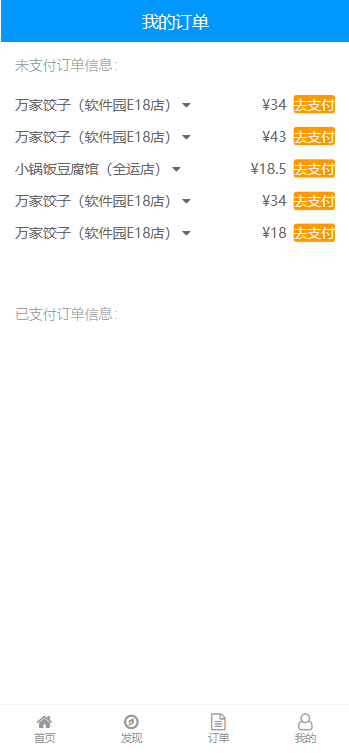 我的订单
未支付订单信息:
万家饺子（软件园E18店） ¥34 去支付
万家饺子（软件园E18店） ¥43 去支付
小锅饭豆腐馆（全运店） ¥18.5 去支付
万家饺子（软件园E18店） ¥34 去支付
万家饺子（软件园E18店） ¥18 去支付
已支付订单信息:
首页 发现 订单 我的